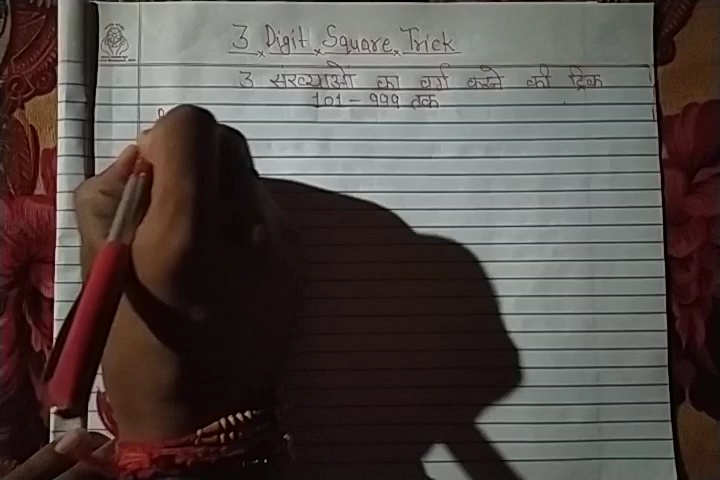 3 Digit Square Trick
3 संख्याओ का वर्ग करने की ट्रिक
101 - 999 तक